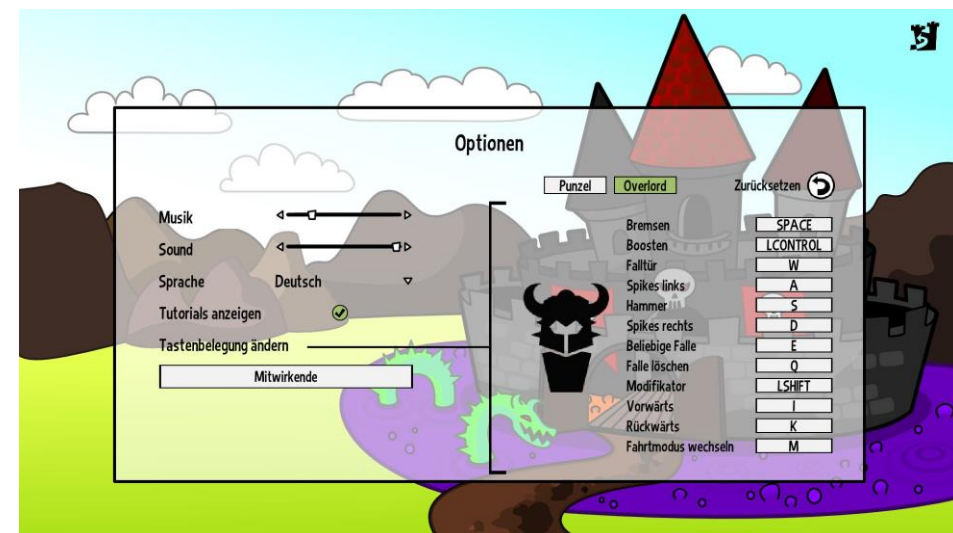 Optionen
Punzel Overlord Zurücksetzen
Musik
Sound
Sprache Deutsch
Tutorials anzeigen
Tastenbelegung ändern
Mitwirkende
Bremsen SPACE
Boosten LCONTROL
Falltür W
Spikes links A
Hammer S
Spikes rechts D
Beliebige Falle E
Falle löschen Q
Modifikator LSHIFT
Vorwärts I
Rückwärts K
Fahrtmodus wechseln M